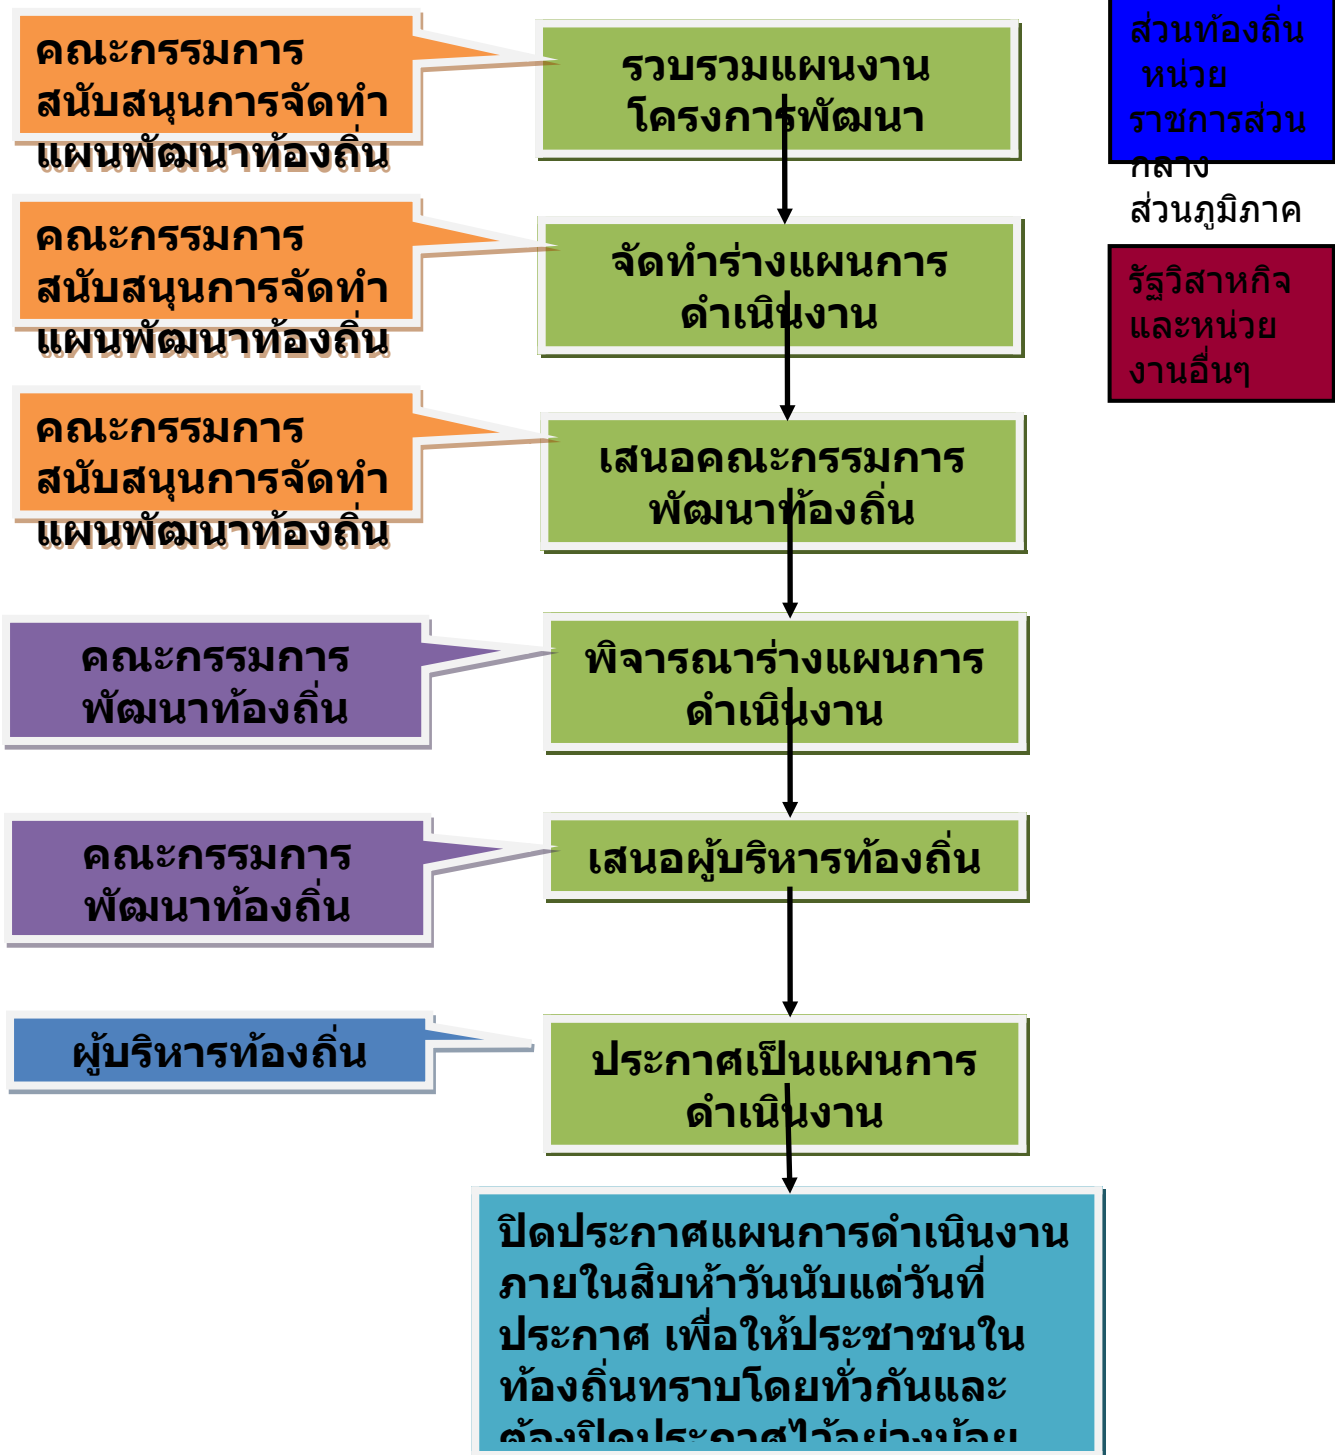 คณะกรรมการ
สนับสนุนการจัดทำ
แผนพัฒนาท้องถิ่น
รวบรวมแผนงาน
โครงการพัฒนา
ส่วนท้องถิ่น
หน่วย
ราชการส่วน
กลาง
ส่วนภูมิภาค
คณะกรรมการ
สนับสนุนการจัดทำ
แผนพัฒนาท้องถิ่น
จัดทำร่างแผนการ
ดำเนินงาน
รัฐวิสาหกิจ
และหน่วย
งานอื่นๆ
คณะกรรมการ
สนับสนุนการจัดทำ
แผนพัฒนาท้องถิ่น
เสนอคณะกรรมการ
พัฒนาท้องถิ่น
คณะกรรมการ
พัฒนาท้องถิ่น
พิจารณาร่างแผนการ
ดำเนินงาน
คณะกรรมการ
พัฒนาท้องถิ่น
เสนอผู้บริหารท้องถิ่น
ผู้บริหารท้องถิ่น
ประกาศเป็นแผนการ
ดำเนินงาน
ปิดประกาศแผนการดำเนินงาน
ภายในสิบห้าวันนับแต่วันที่
ประกาศ เพื่อให้ประชาชนใน
ท้องถิ่นทราบโดยทั่วกันและ
ต้องปิดประกาศไว้อย่างน้อย